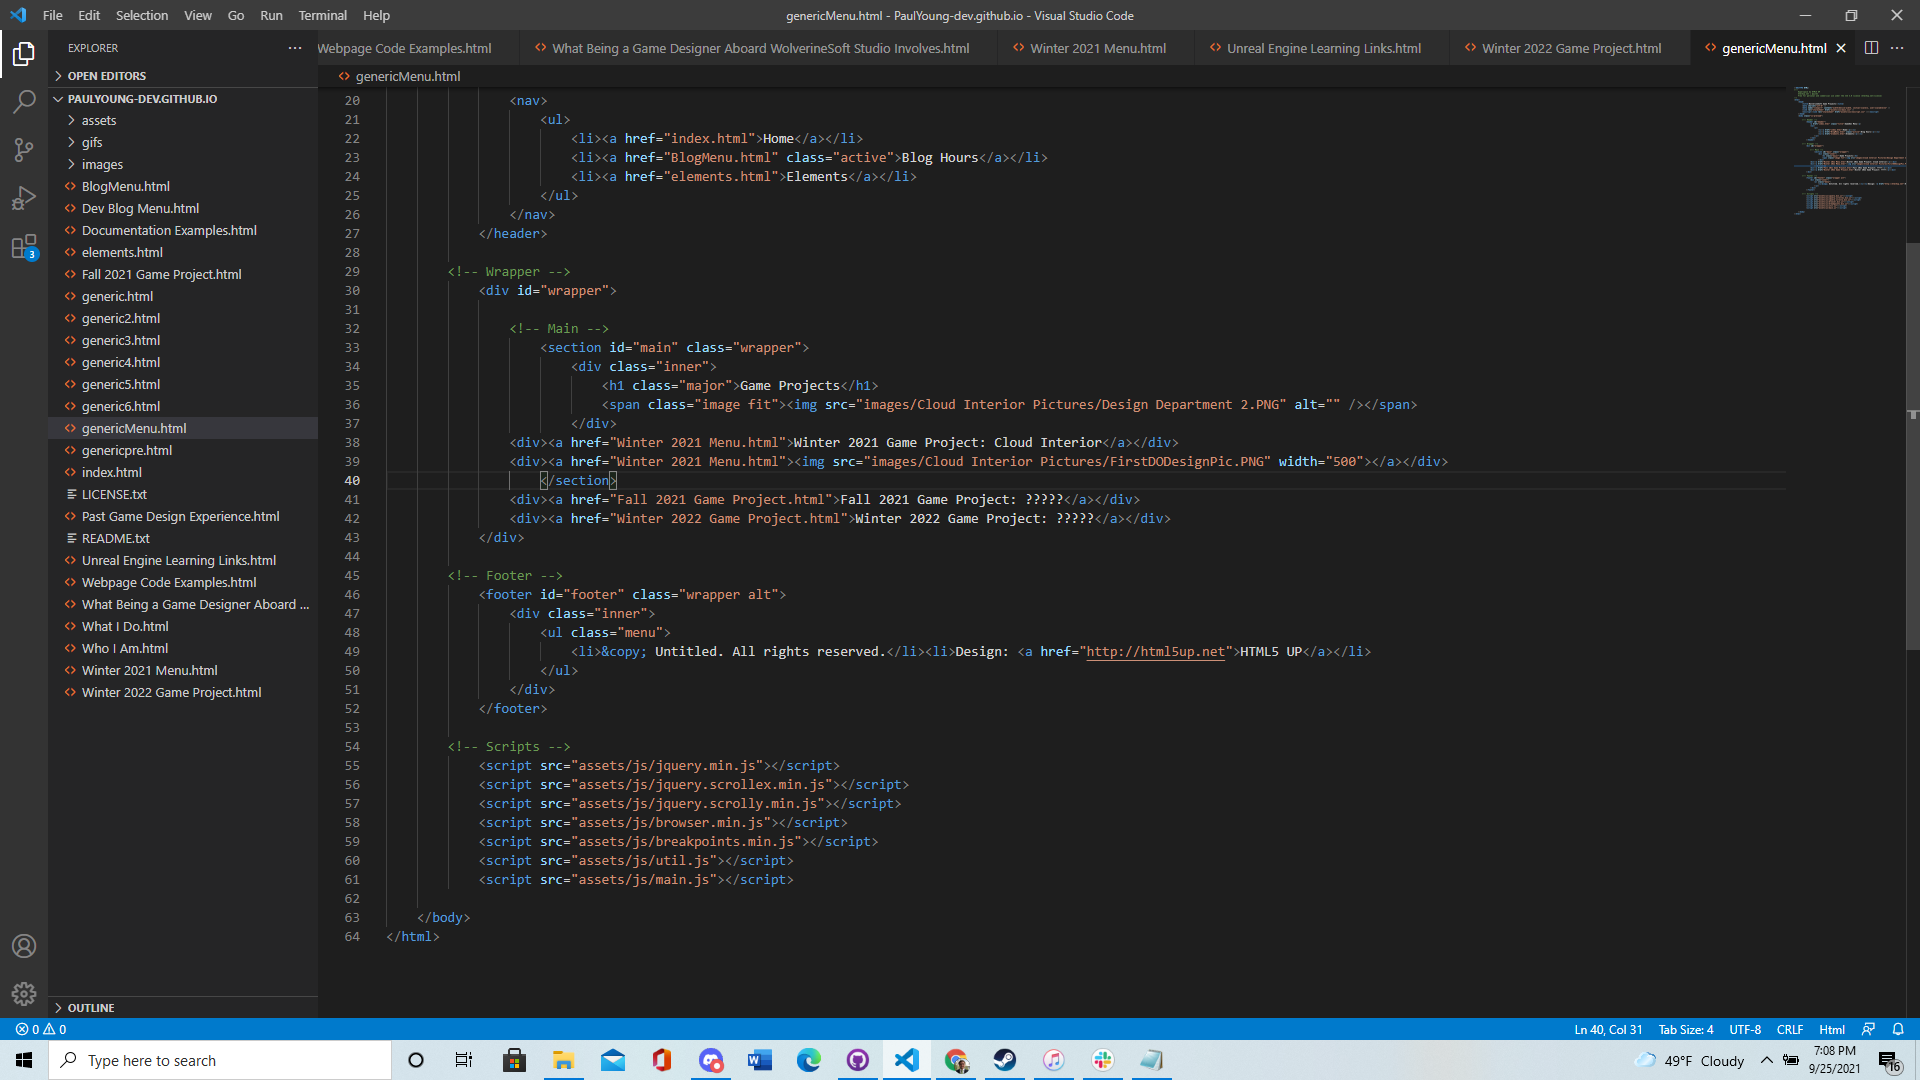 File Edit Selection View Go Run Terminal Help
genericMenu.html - PaulYoung-dev.github.io - Visual Studio Code
EXPLORER
OPEN EDITORS
PAULYOUNG-DEV.GITHUB.IO
assets
gifs
images
BlogMenu.html
Dev Blog Menu.html
Documentation Examples.html
elements.html
Fall 2021 Game Project.html
generic.html
generic2.html
generic3.html
generic4.html
generic5.html
generic6.html
genericMenu.html
genericpre.html
index.html
LICENSE.txt
Past Game Design Experience.html
README.txt
Unreal Engine Learning Links.html
Webpage Code Examples.html
What Being a Game Designer Aboard ...
What I Do.html
Who I Am.html
Winter 2021 Menu.html
Winter 2022 Game Project.html
OUTLINE
3
Webpage Code Examples.html
What Being a Game Designer Aboard WolverineSoft Studio Involves.html
Winter 2021 Menu.html
Unreal Engine Learning Links.html
Winter 2022 Game Project.html
genericMenu.html
genericMenu.html
20 <nav>
21 <ul>
22 <li><a href="index.html">Home</a></li>
23 <li><a href="BlogMenu.html" class="active">Blog Hours</a></li>
24 <li><a href="elements.html">Elements</a></li>
25 </ul>
26 </nav>
27 </header>
28
29 <!-- Wrapper -->
30 <div id="wrapper">
31
32 <!-- Main -->
33 <section id="main" class="wrapper">
34 <div class="inner">
35 <h1 class="major">Game Projects</h1>
36 <span class="image fit"><img src="images/Cloud Interior Pictures/Design Department 2.PNG" alt="" /></span>
37 </div>
38 <div><a href="Winter 2021 Menu.html">Winter 2021 Game Project: Cloud Interior</a></div>
39 <div><a href="Winter 2021 Menu.html"><img src="images/Cloud Interior Pictures/FirstDODesignPic.PNG" width="500"></a></div>
40 </section>
41 <div><a href="Fall 2021 Game Project.html">Fall 2021 Game Project: ?????</a></div>
42 <div><a href="Winter 2022 Game Project.html">Winter 2022 Game Project: ?????</a></div>
43 </div>
44
45 <!-- Footer -->
46 <footer id="footer" class="wrapper alt">
47 <div class="inner">
48 <ul class="menu">
49 <li>&copy; Untitled. All rights reserved.</li><li>Design: <a href="http://html5up.net">HTML5 UP</a></li>
50 </ul>
51 </div>
52 </footer>
53
54 <!-- Scripts -->
55 <script src="assets/js/jquery.min.js"></script>
56 <script src="assets/js/jquery.scrollex.min.js"></script>
57 <script src="assets/js/jquery.scrolly.min.js"></script>
58 <script src="assets/js/browser.min.js"></script>
59 <script src="assets/js/breakpoints.min.js"></script>
60 <script src="assets/js/util.js"></script>
61 <script src="assets/js/main.js"></script>
62
63 </body>
64 </html>
0 0
Ln 40, Col 31 Tab Size: 4 UTF-8 CRLF Html
Type here to search
49°F Cloudy
7:08 PM
9/25/2021
16